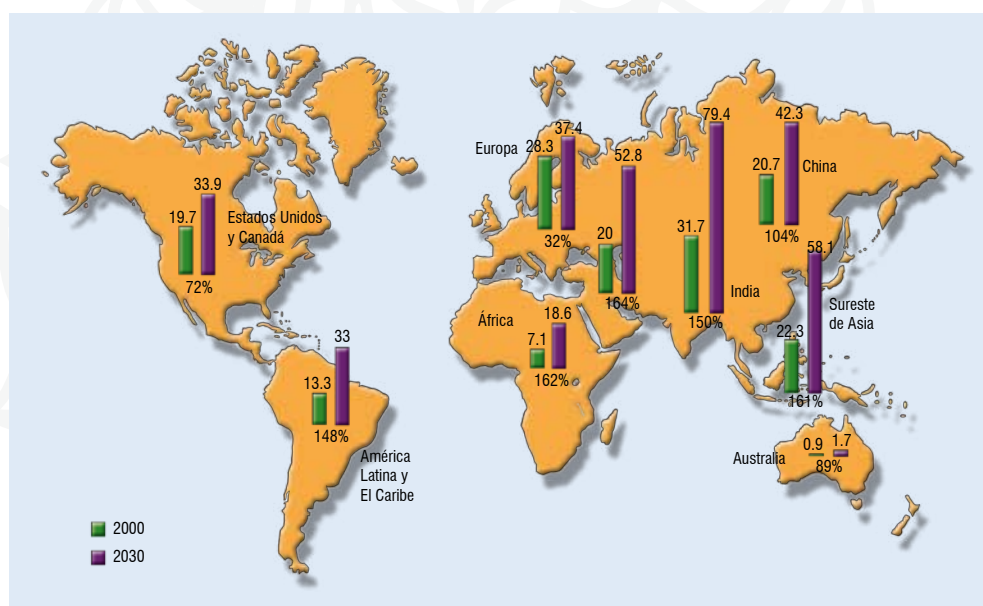 33.9
19.7
Estados Unidos
y Canadá
72%
33
13.3
148%
América
Latina y
El Caribe
Europa
28.3
37.4
32%
52.8
20
164%
79.4
31.7
150%
India
42.3
20.7
China
104%
58.1
22.3
Sureste
de Asia
161%
África
18.6
7.1
162%
Australia
0.9
1.7
89%
2000
2030